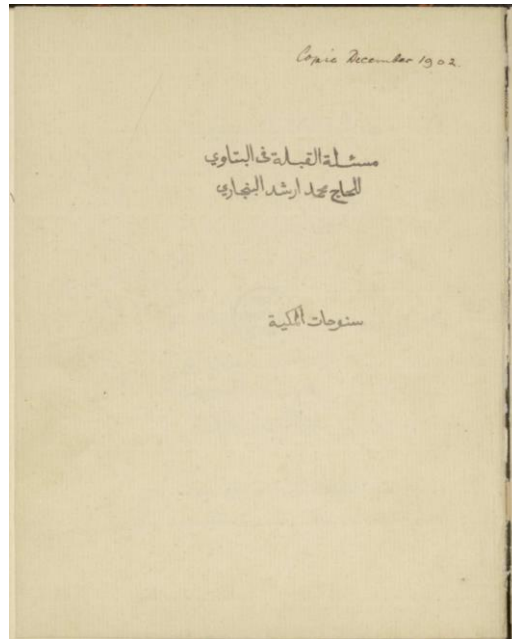 Copie December 1902.
مسئلة القبلة في البتاوي
للحاج محمد ارشد البنجاري
سنوحات المكية